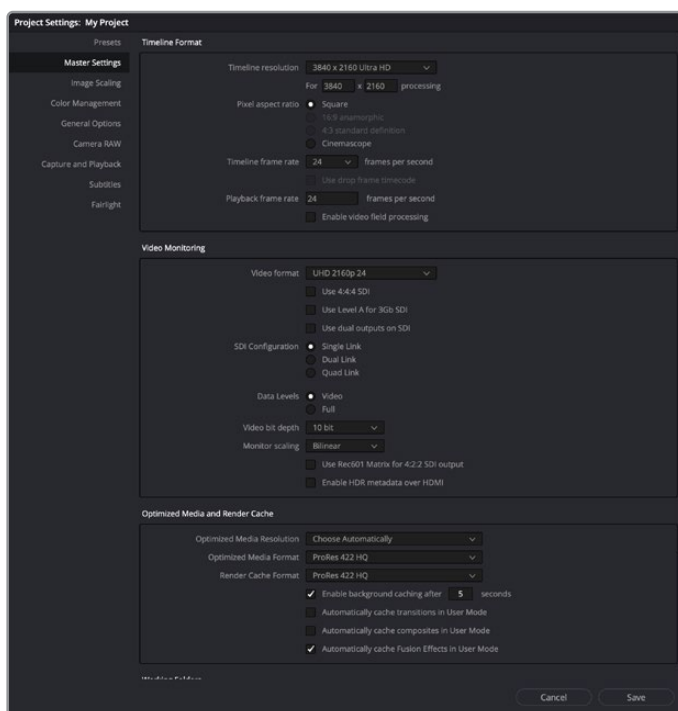 Project Settings: My Project
Presets
Master Settings
Image Scaling
Color Management
General Options
Camera RAW
Capture and Playback
Subtitles
Fairlight
Timeline Format
Timeline resolution 3840 x 2160 Ultra HD
For 3840 x 2160 processing
Pixel aspect ratio Square
16:9 anamorphic
4:3 standard definition
Cinemascope
Timeline frame rate 24 frames per second
Use drop frame timecode
Playback frame rate 24 frames per second
Enable video field processing
Video Monitoring
Video format UHD 2160p 24
Use 4:4:4 SDI
Use Level A for 3Gb SDI
Use dual outputs on SDI
SDI Configuration Single Link
Dual Link
Quad Link
Data Levels Video
Full
Video bit depth 10 bit
Monitor scaling Bilinear
Use Rec601 Matrix for 4:2:2 SDI output
Enable HDR metadata over HDMI
Optimized Media and Render Cache
Optimized Media Resolution Choose Automatically
Optimized Media Format ProRes 422 HQ
Render Cache Format ProRes 422 HQ
Enable background caching after 5 seconds
Automatically cache transitions in User Mode
Automatically cache composites in User Mode
Automatically cache Fusion Effects in User Mode
Working Folders
Cancel Save